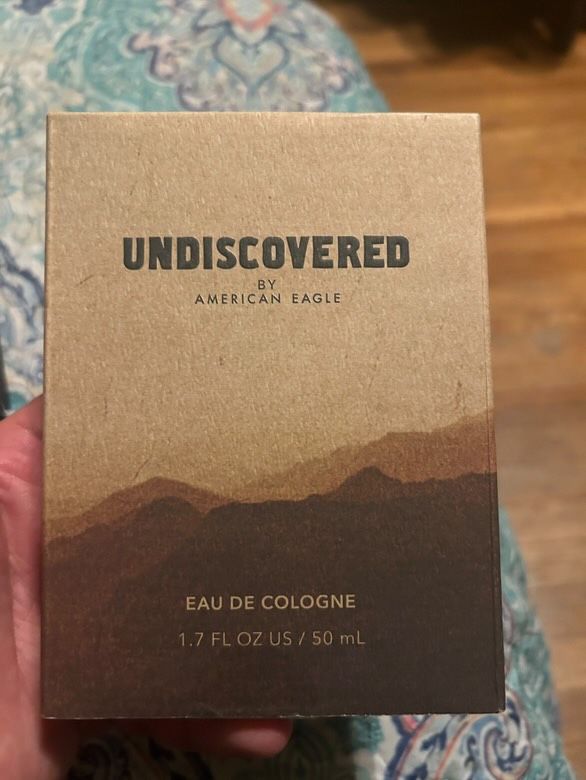 UNDISCOVERED
BY
AMERICAN EAGLE
EAU DE COLOGNE
1.7 FL OZ US / 50 mL